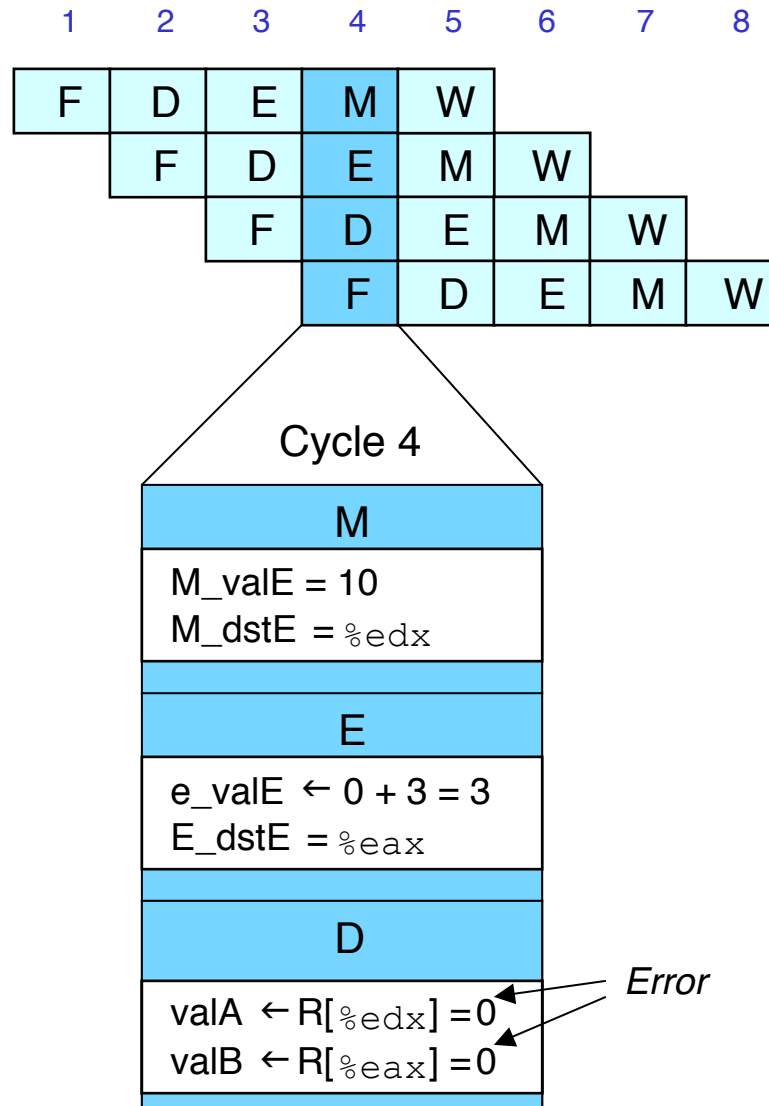 1 2 3 4 5 6 7 8
F D E M W
F D E M W
F D E M W
F D E M W
Cycle 4
M
M_valE = 10
M_dstE = %edx
E
e_valE ← 0 + 3 = 3
E_dstE = %eax
D
Error
valA ← R[%edx] = 0
valB ← R[%eax] = 0